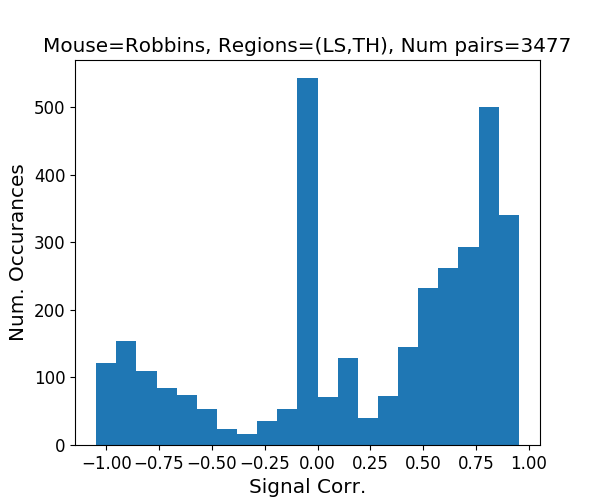 Mouse=Robbins, Regions=(LS,TH), Num pairs=3477
500
400
300
200
100
0
Num. Occurances
−1.00 −0.75 −0.50 −0.25 0.00 0.25 0.50 0.75 1.00
Signal Corr.